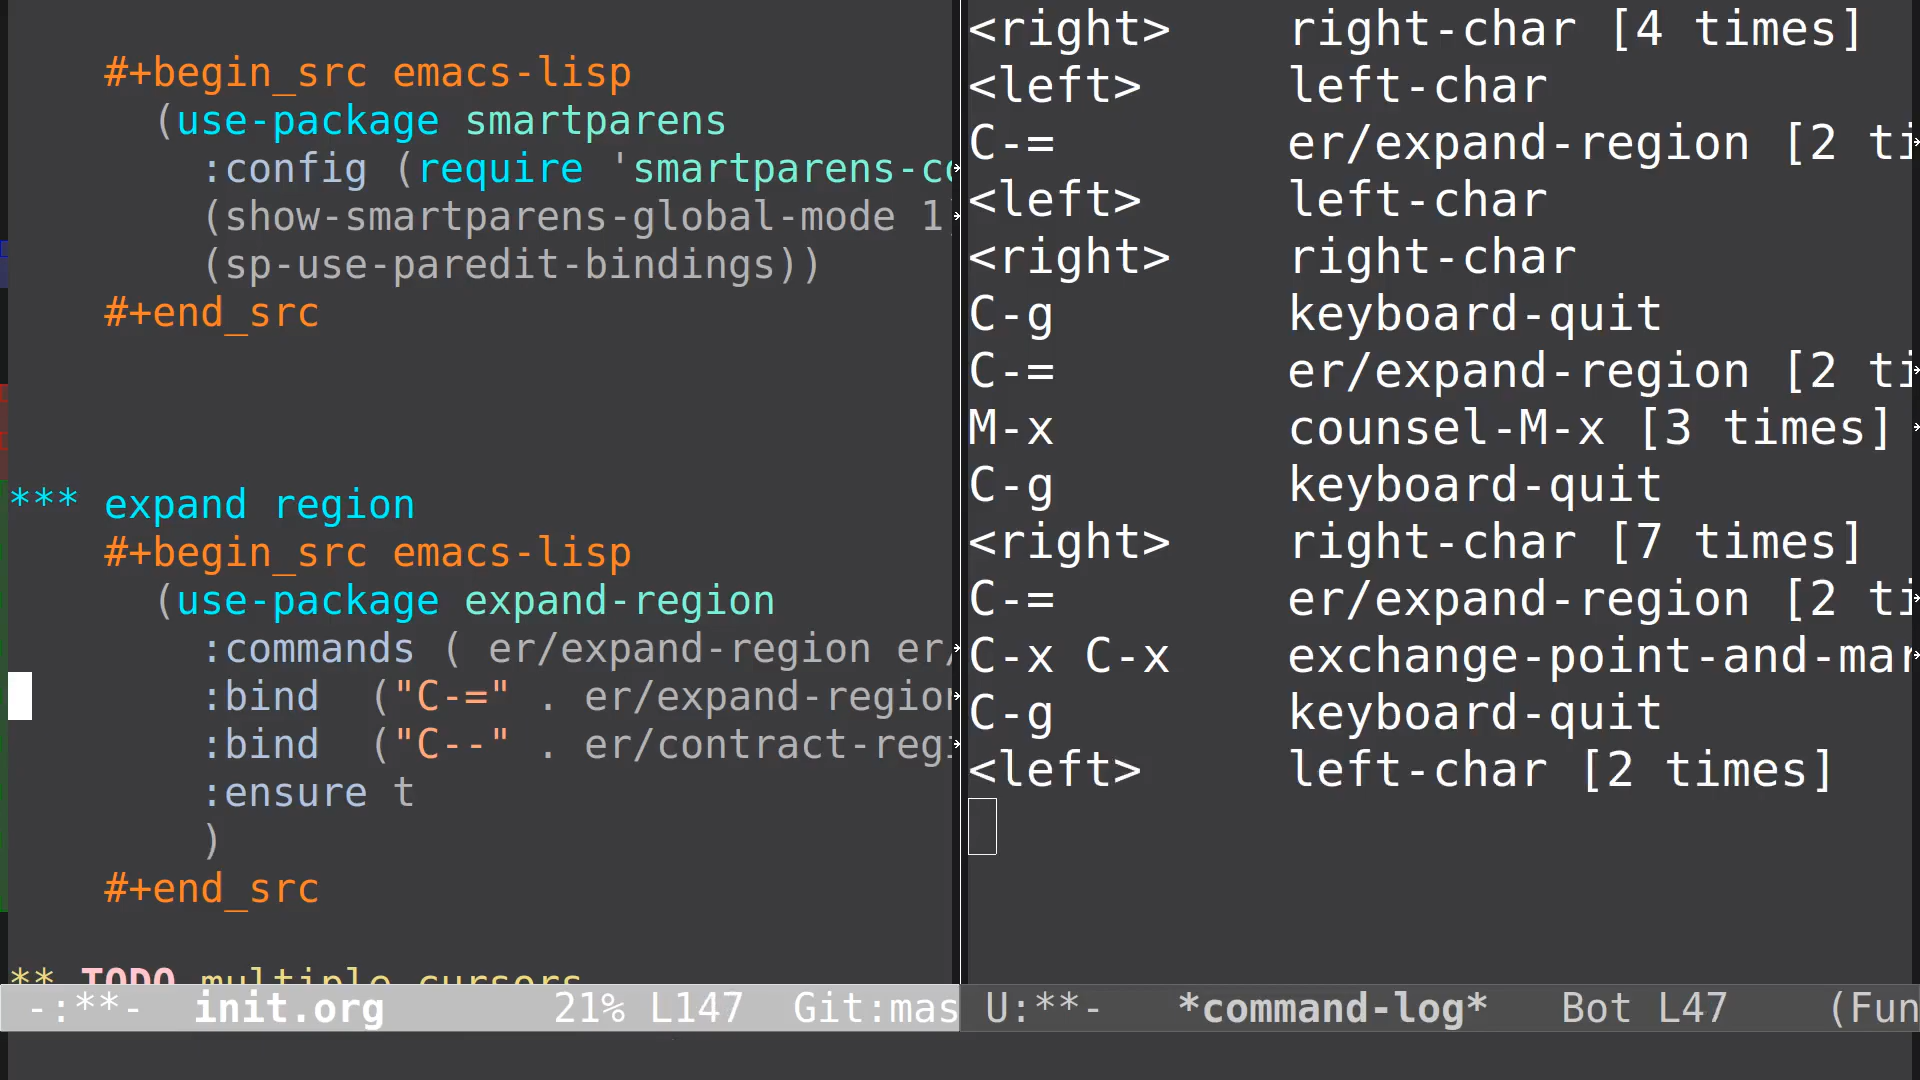 #+begin_src emacs-lisp
(use-package smartparens
:config (require 'smartparens-co
(show-smartparens-global-mode 1)
(sp-use-paredit-bindings))
#+end_src
*** expand region
#+begin_src emacs-lisp
(use-package expand-region
:commands ( er/expand-region er/
:bind  ("C-=" . er/expand-region
:bind  ("C--" . er/contract-regi
:ensure t
)
#+end_src
** TODO multiple cursors
-:**-  init.org       21% L147  Git:mas
<right>    right-char [4 times]
<left>     left-char
C-=        er/expand-region [2 ti
<left>     left-char
<right>    right-char
C-g        keyboard-quit
C-=        er/expand-region [2 ti
M-x        counsel-M-x [3 times]
C-g        keyboard-quit
<right>    right-char [7 times]
C-=        er/expand-region [2 ti
C-x C-x    exchange-point-and-mar
C-g        keyboard-quit
<left>     left-char [2 times]
U:**-   *command-log*   Bot L47    (Fun